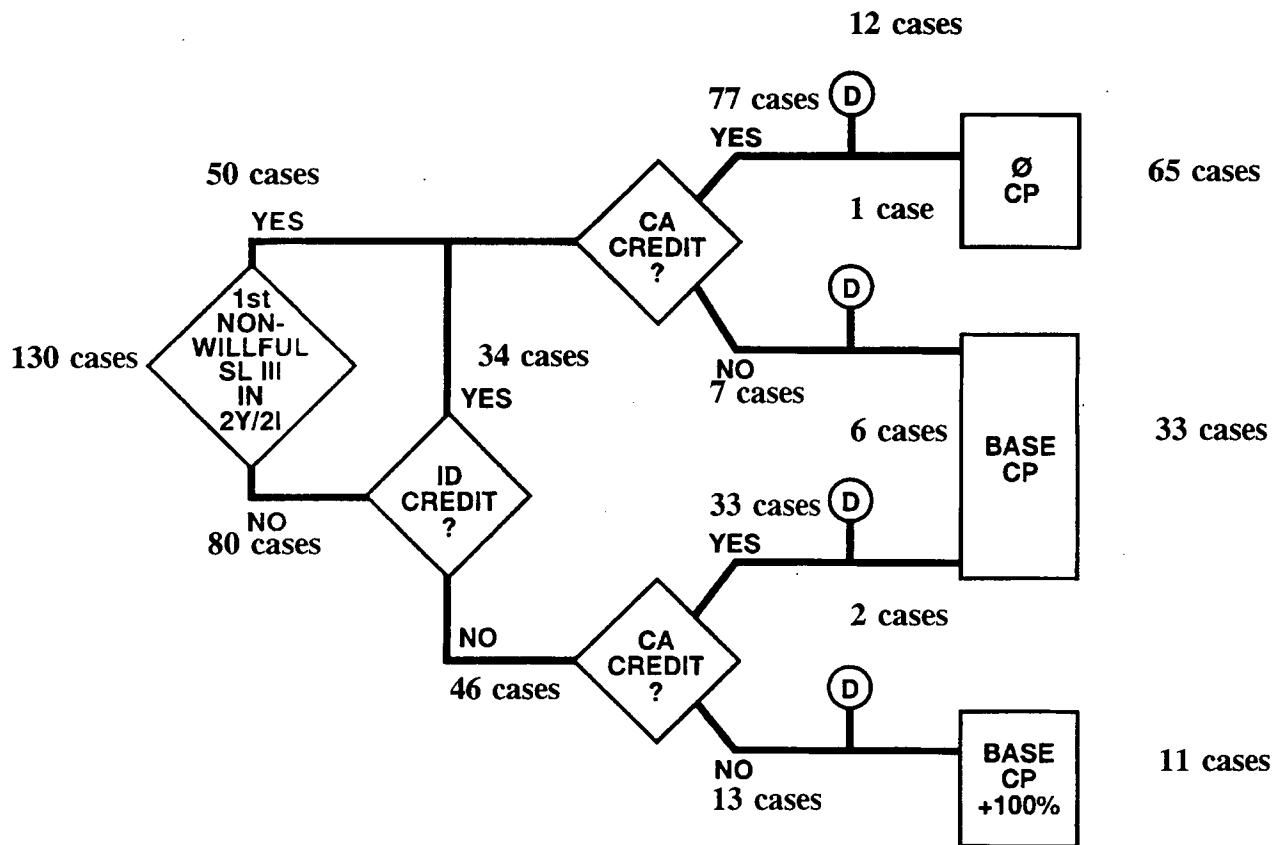 12 cases
77 cases
D
YES
50 cases
Ø
CP
65 cases
YES
CA
CREDIT
?
1 case
D
1st
NON-
WILLFUL
SL III
IN
2Y/2I
130 cases
34 cases
YES
NO
7 cases
6 cases
BASE
CP
33 cases
ID
CREDIT
?
NO
80 cases
33 cases
D
YES
2 cases
NO
46 cases
CA
CREDIT
?
D
NO
13 cases
BASE
CP
+100%
11 cases